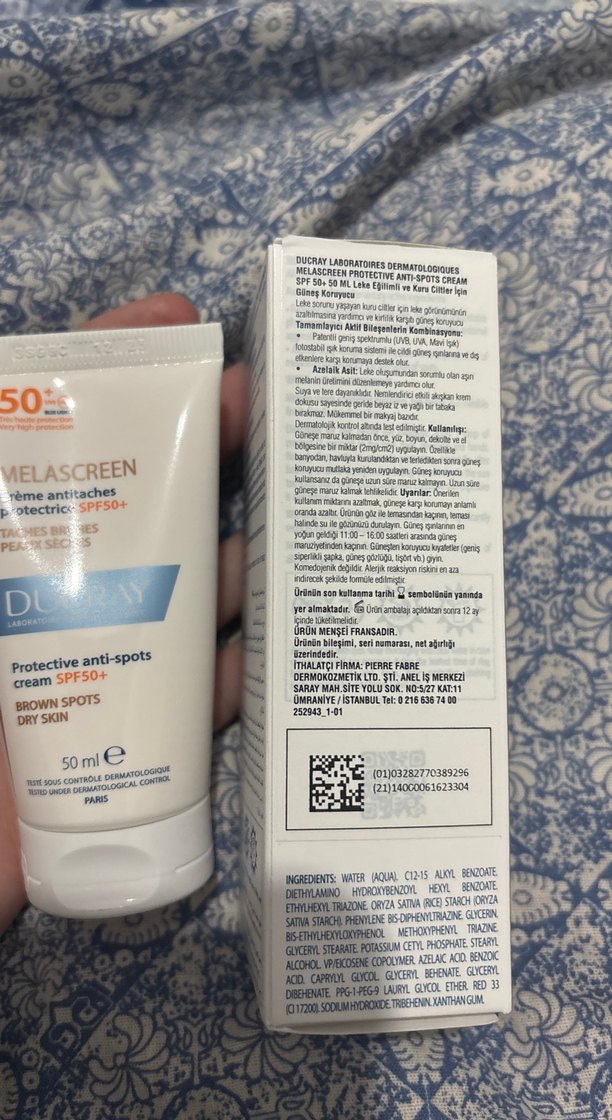 50+
Très haute protection
Very high protection
MELASCREEN
crème antitaches
protectrice SPF50+
TACHES BRUNES
PEAUX SÈCHES
DUCRAY
Protective anti-spots
cream SPF50+
BROWN SPOTS
DRY SKIN
50 ml e
TESTÉ SOUS CONTRÔLE DERMATOLOGIQUE
TESTED UNDER DERMATOLOGICAL CONTROL
PARIS
DUCRAY LABORATOIRES DERMATOLOGIQUES
MELASCREEN PROTECTIVE ANTI-SPOTS CREAM
SPF 50+ 50 ML Leke Eğilimli ve Kuru Ciltler İçin
Güneş Koruyucu
Leke sorunu yaşayan kuru ciltler için leke görünümünün
azaltılmasına yardımcı ve kirlilik karşıtı güneş koruyucu
Tamamlayıcı Aktif Bileşenlerin Kombinasyonu:
• Patentli geniş spektrumlu (UVB, UVA, Mavi Işık)
fotostabil ışık koruma sistemi ile cildi güneş ışınlarına ve dış
etkenlere karşı korumaya destek olur.
• Azelaik Asit: Leke oluşumundan sorumlu olan aşırı
melanin üretimini düzenlemeye yardımcı olur.
Suya ve tere dayanıklıdır. Nemlendirici etkili akışkan krem
dokusu sayesinde geride beyaz iz ve yağlı bir tabaka
bırakmaz. Mükemmel bir makyaj bazıdır.
Dermatolojik kontrol altında test edilmiştir. Kullanılışı:
Güneşe maruz kalmadan önce, yüz, boyun, dekolte ve el
bölgesine bir miktar (2mg/cm2) uygulayın. Özellikle
banyodan, havluyla kurulandıktan ve terledikten sonra güneş
koruyucu mutlaka yeniden uygulayın. Güneş koruyucu
kullansanız da güneşe uzun süre maruz kalmayın. Uzun süre
güneşe maruz kalmak tehlikelidir. Uyarılar: Önerilen
kullanım miktarını azaltmak, güneşe karşı korumayı anlamlı
oranda azaltır. Ürünün göz ile temasından kaçının, teması
halinde su ile gözünüzü durulayın. Güneş ışınlarının en
yoğun geldiği 11:00 – 16:00 saatleri arasında güneş
maruziyetinden kaçının. Güneşten koruyucu kıyafetler (geniş
siperlikli şapka, güneş gözlüğü, tişört vb.) giyin.
Komedojenik değildir. Alerjik reaksiyon riskini en aza
indirecek şekilde formüle edilmiştir.
Ürünün son kullanma tarihi sembolünün yanında
yer almaktadır. Ürün ambalajı açıldıktan sonra 12 ay
içinde tüketilmelidir.
ÜRÜN MENŞEİ FRANSADIR.
Ürünün bileşimi, seri numarası, net ağırlığı
üzerindedir.
İTHALATÇI FİRMA: PIERRE FABRE
DERMOKOZMETİK LTD. ŞTİ. ANEL İŞ MERKEZİ
SARAY MAH.SİTE YOLU SOK. NO:5/27 KAT:11
ÜMRANİYE / İSTANBUL Tel: 0 216 636 74 00
252943_1-01
(01)03282770389296
(21)14060061623304
INGREDIENTS: WATER (AQUA). C12-15 ALKYL BENZOATE.
DIETHYLAMINO HYDROXYBENZOYL HEXYL BENZOATE.
ETHYLHEXYL TRIAZONE. ORYZA SATIVA (RICE) STARCH (ORYZA
SATIVA STARCH). PHENYLENE BIS-DIPHENYLTRIAZINE. GLYCERIN.
BIS-ETHYLHEXYLOXYPHENOL METHOXYPHENYL TRIAZINE.
GLYCERYL STEARATE. POTASSIUM CETYL PHOSPHATE. STEARYL
ALCOHOL. VP/EICOSENE COPOLYMER. AZELAIC ACID. BENZOIC
ACID. CAPRYLYL GLYCOL. GLYCERYL BEHENATE. GLYCERYL
DIBEHENATE. PPG-1-PEG-9 LAURYL GLYCOL ETHER. RED 33
(CI 17200). SODIUM HYDROXIDE. TRIBEHENIN. XANTHAN GUM.